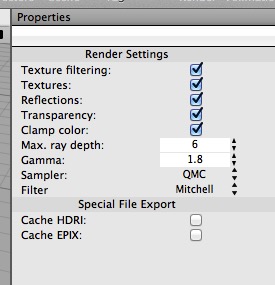 Properties
Render Settings
Texture filtering:
Textures:
Reflections:
Transparency:
Clamp color:
Max. ray depth: 6
Gamma: 1.8
Sampler: QMC
Filter Mitchell
Special File Export
Cache HDRI:
Cache EPIX: